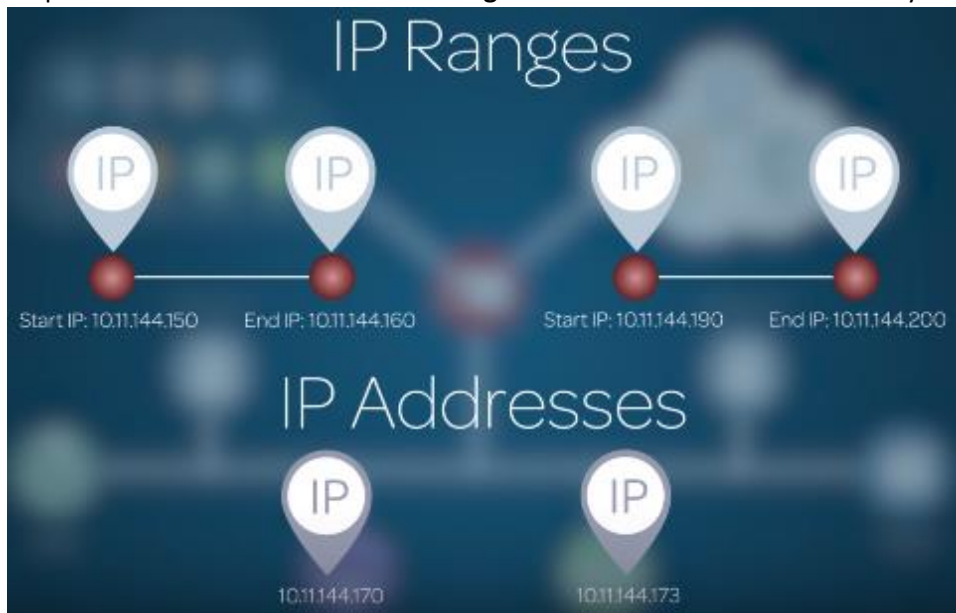 IP Ranges
IP IP IP IP
Start IP: 10.11.144.150 End IP: 10.11.144.160 Start IP: 10.11.144.190 End IP: 10.11.144.200
IP Addresses
IP IP
10.11.144.170 10.11.144.173